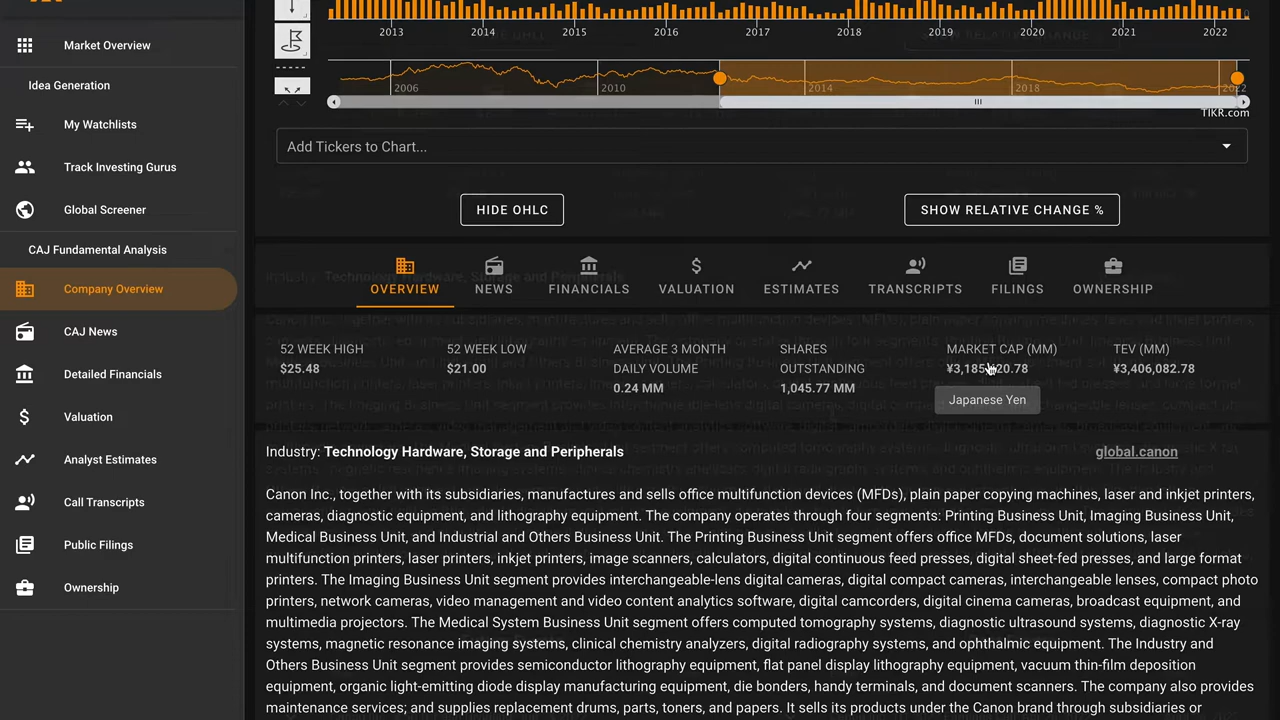 Market Overview
Idea Generation
My Watchlists
Track Investing Gurus
Global Screener
CAJ Fundamental Analysis
Company Overview
CAJ News
Detailed Financials
Valuation
Analyst Estimates
Call Transcripts
Public Filings
Ownership
2013 2014 2015 2016 2017 2018 2019 2020 2021 2022
2006 2010 2014 2018 2022
TIKR.com
Add Tickers to Chart...
HIDE OHLC SHOW RELATIVE CHANGE %
OVERVIEW NEWS FINANCIALS VALUATION ESTIMATES TRANSCRIPTS FILINGS OWNERSHIP
52 WEEK HIGH
$25.48
52 WEEK LOW
$21.00
AVERAGE 3 MONTH
DAILY VOLUME
0.24 MM
SHARES
OUTSTANDING
1,045.77 MM
MARKET CAP (MM)
Japanese Yen
TEV (MM)
¥3,406,082.78
Industry: Technology Hardware, Storage and Peripherals
global.canon
Canon Inc., together with its subsidiaries, manufactures and sells office multifunction devices (MFDs), plain paper copying machines, laser and inkjet printers,
cameras, diagnostic equipment, and lithography equipment. The company operates through four segments: Printing Business Unit, Imaging Business Unit,
Medical Business Unit, and Industrial and Others Business Unit. The Printing Business Unit segment offers office MFDs, document solutions, laser
multifunction printers, laser printers, inkjet printers, image scanners, calculators, digital continuous feed presses, digital sheet-fed presses, and large format
printers. The Imaging Business Unit segment provides interchangeable-lens digital cameras, digital compact cameras, interchangeable lenses, compact photo
printers, network cameras, video management and video content analytics software, digital camcorders, digital cinema cameras, broadcast equipment, and
multimedia projectors. The Medical System Business Unit segment offers computed tomography systems, diagnostic ultrasound systems, diagnostic X-ray
systems, magnetic resonance imaging systems, clinical chemistry analyzers, digital radiography systems, and ophthalmic equipment. The Industry and
Others Business Unit segment provides semiconductor lithography equipment, flat panel display lithography equipment, vacuum thin-film deposition
equipment, organic light-emitting diode display manufacturing equipment, die bonders, handy terminals, and document scanners. The company also provides
maintenance services; and supplies replacement drums, parts, toners, and papers. It sells its products under the Canon brand through subsidiaries or